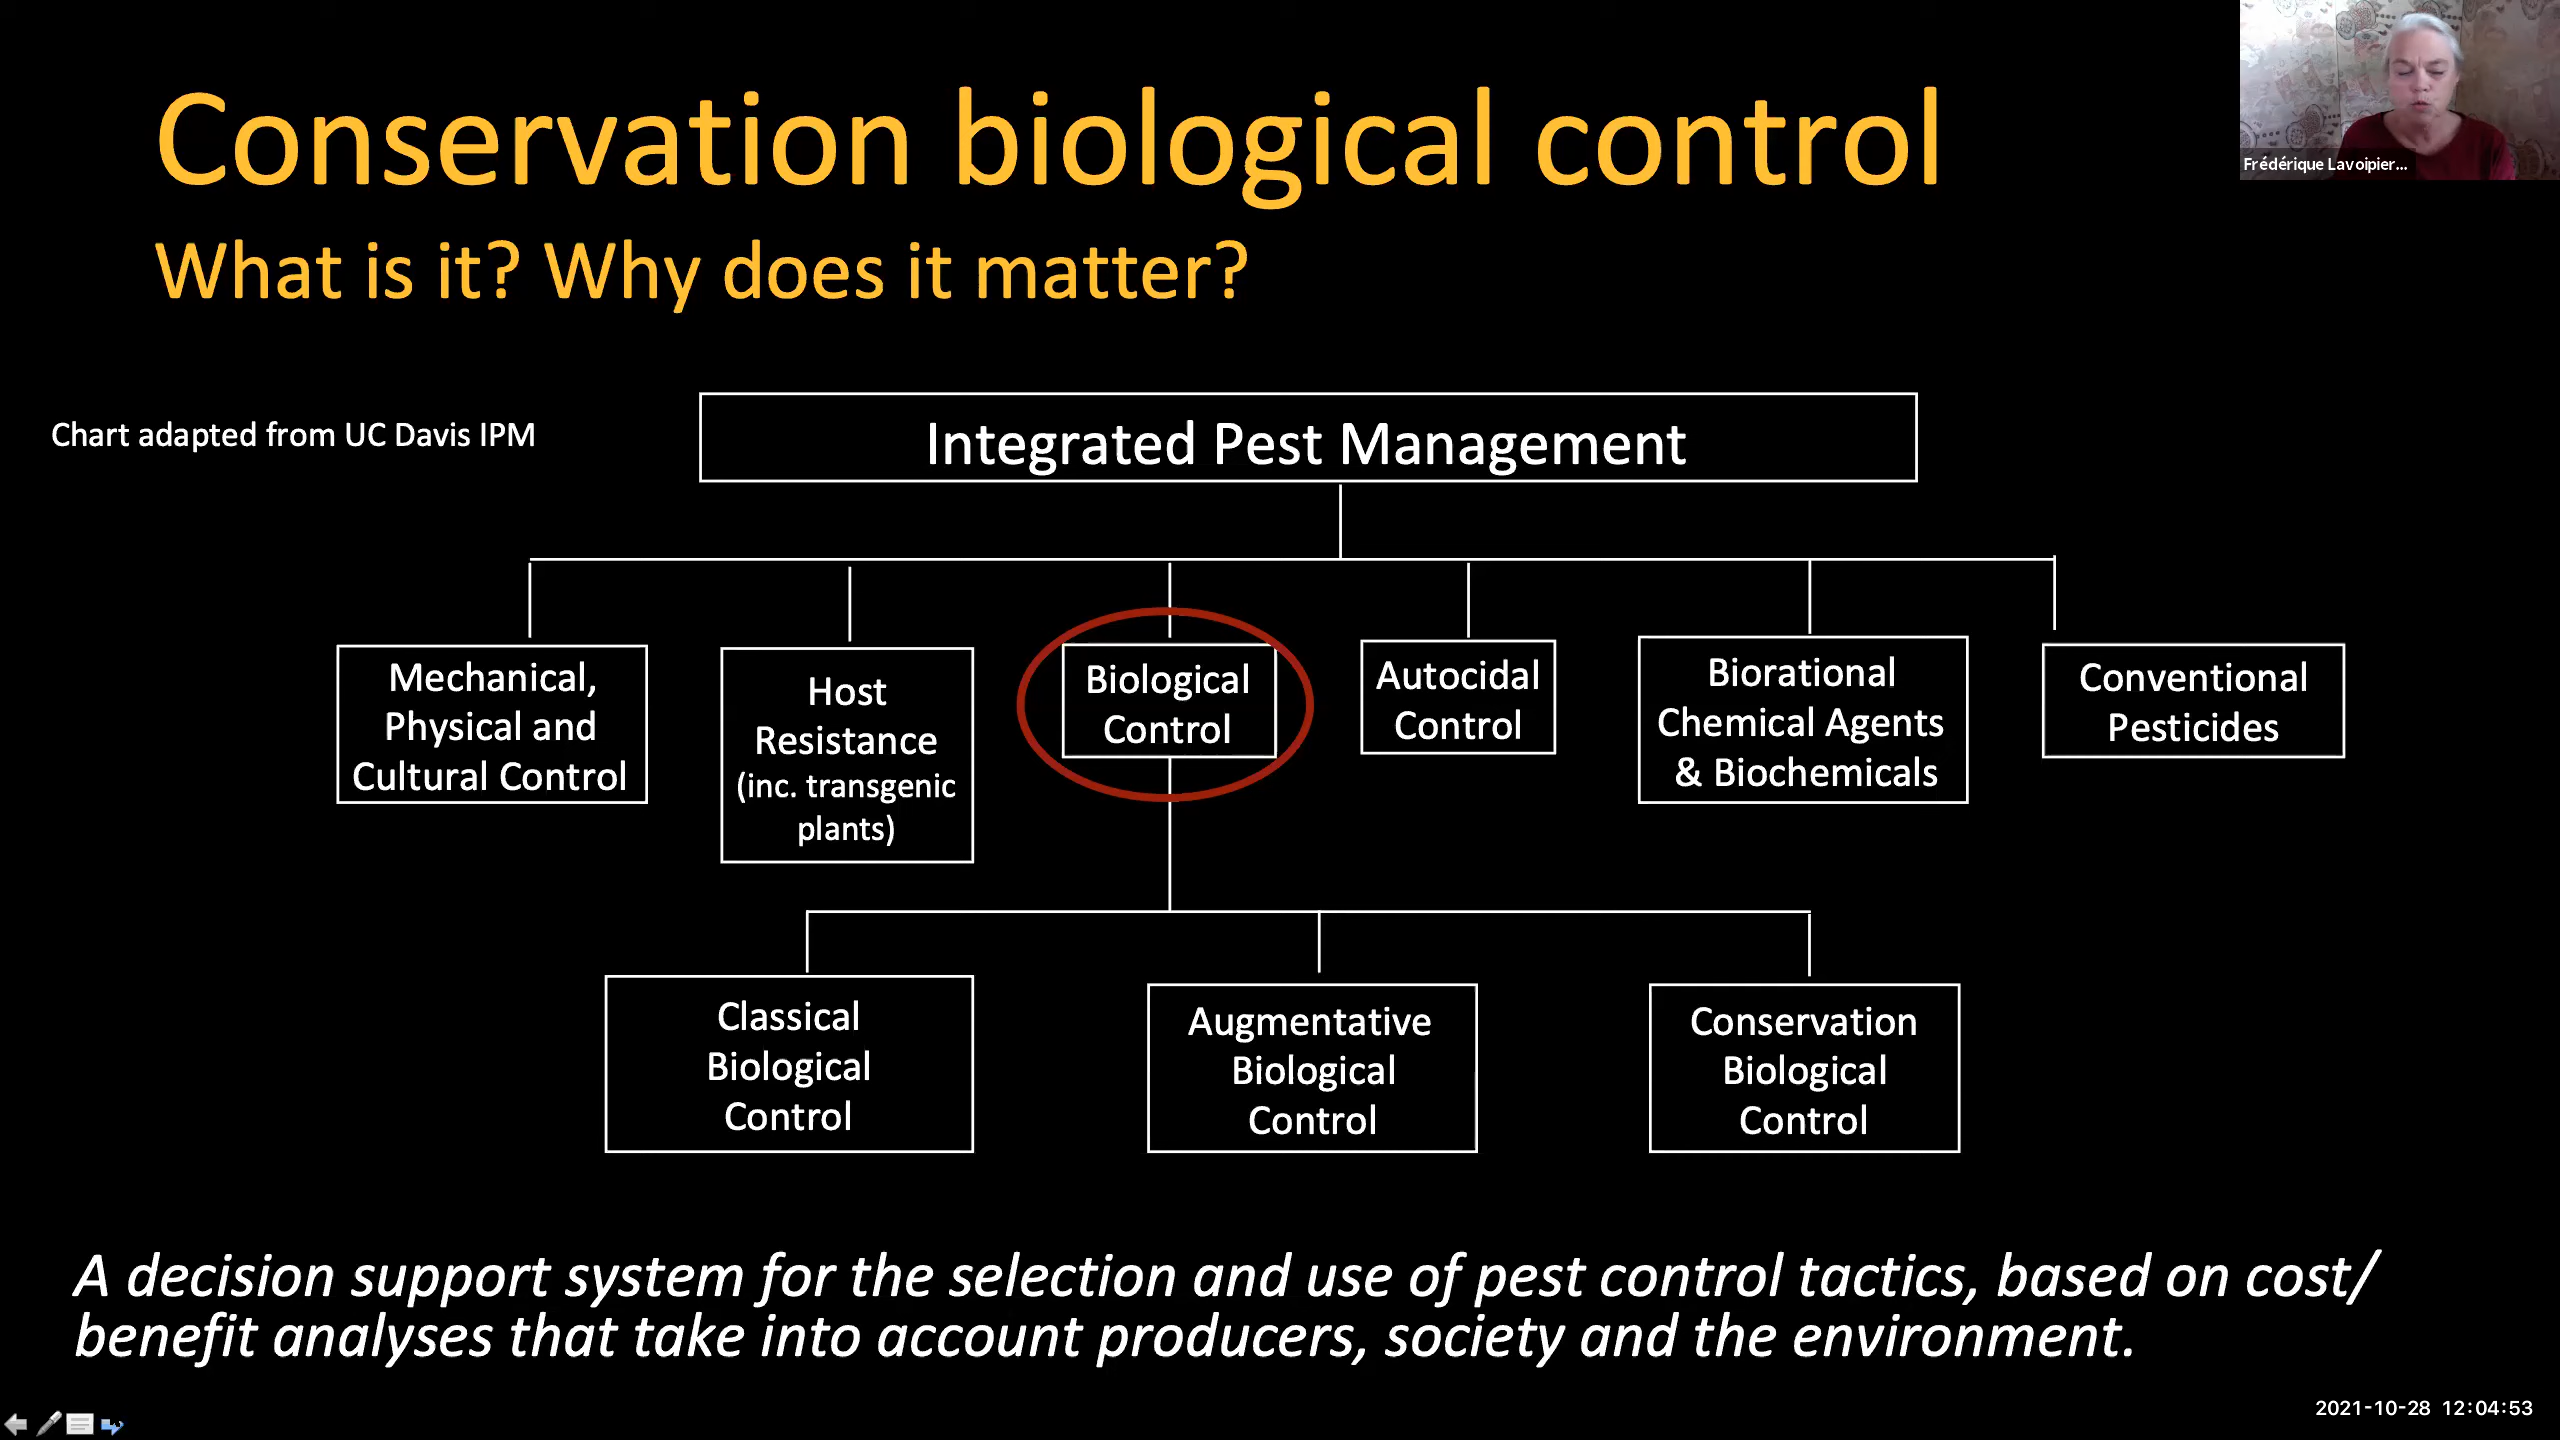 Conservation biological control
What is it? Why does it matter?
Frédérique Lavoipier...
Chart adapted from UC Davis IPM
Integrated Pest Management
Mechanical,
Physical and
Cultural Control
Host
Resistance
(inc. transgenic
plants)
Biological
Control
Autocidal
Control
Biorational
Chemical Agents
& Biochemicals
Conventional
Pesticides
Classical
Biological
Control
Augmentative
Biological
Control
Conservation
Biological
Control
A decision support system for the selection and use of pest control tactics, based on cost/
benefit analyses that take into account producers, society and the environment.
2021-10-28 12:04:53